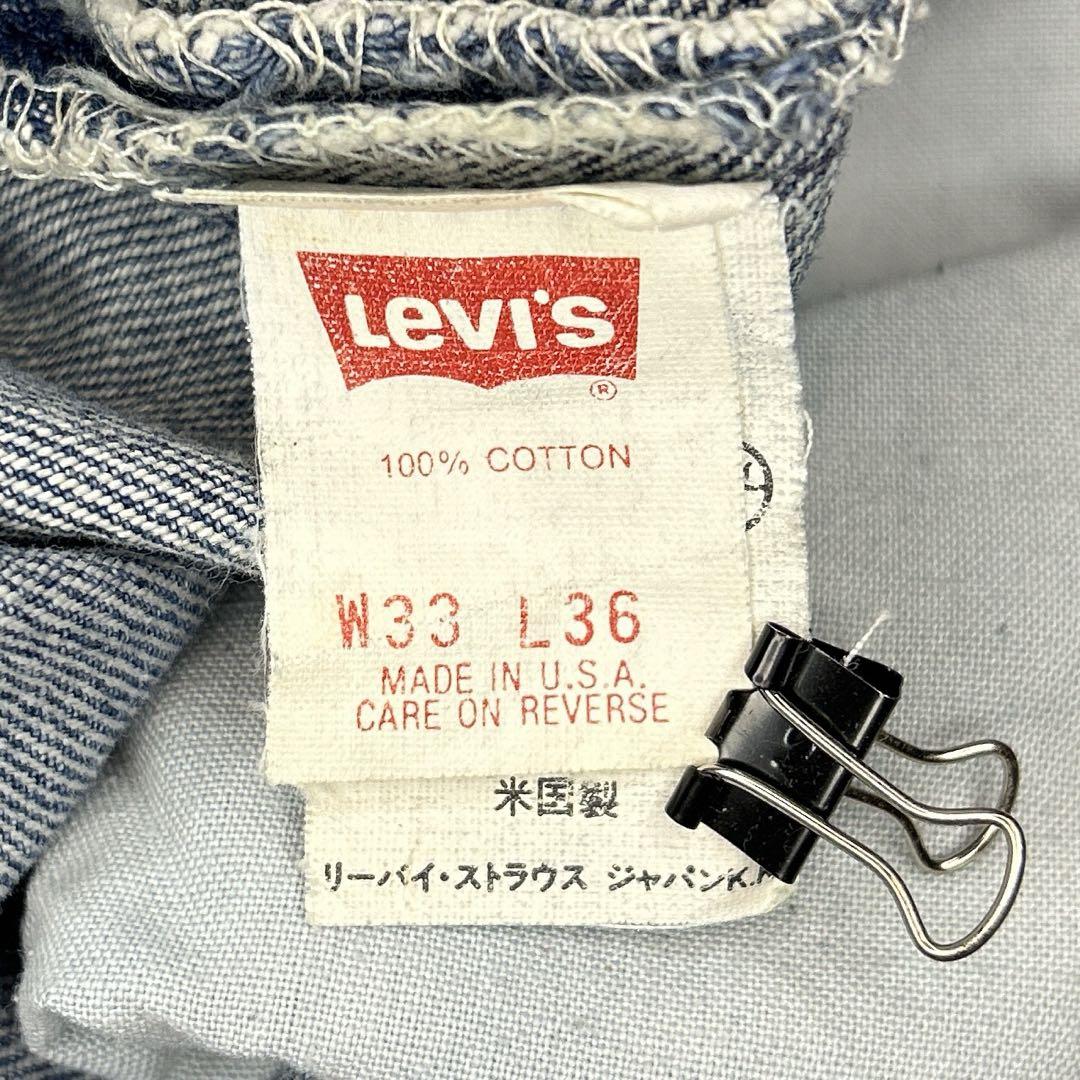 Levi's
®
100% COTTON
W33 L36
MADE IN U.S.A.
CARE ON REVERSE
米国製
リーバイ・ストラウス ジャパンK.